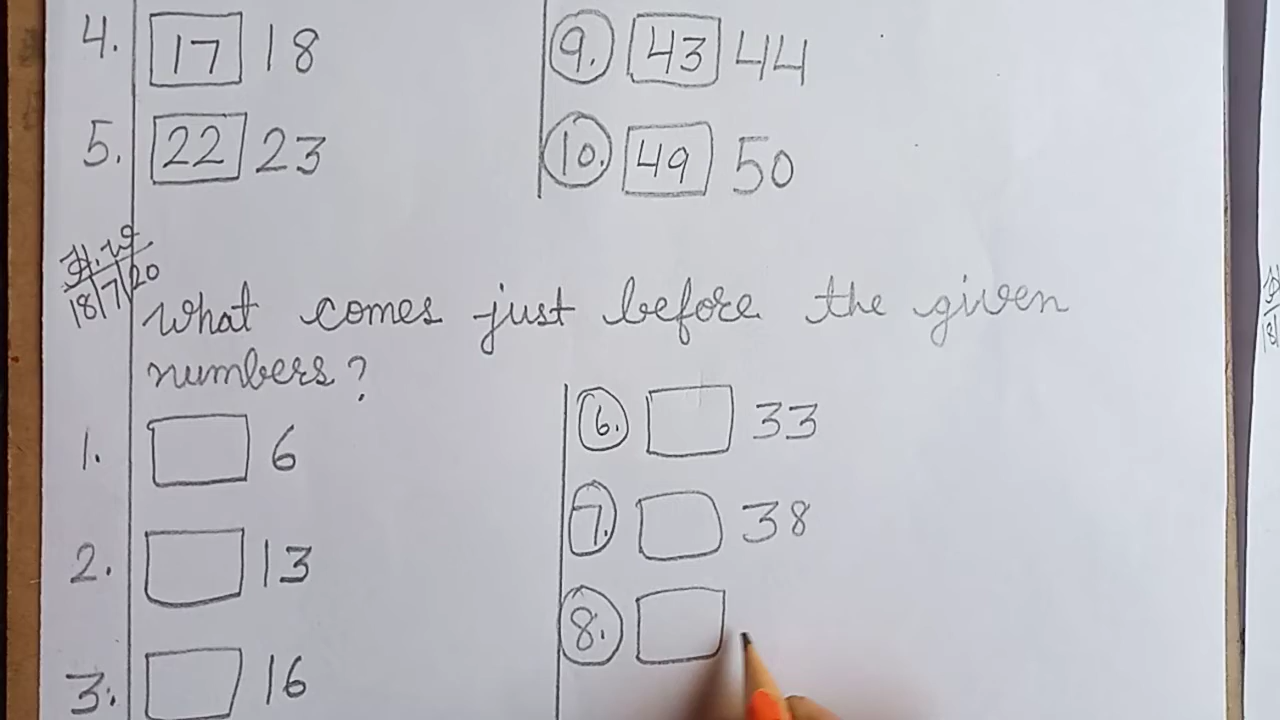 4. 17 18
9. 43 44
5. 22 23
10. 49 50
18/7/20
What comes just before the given
numbers?
1. 6
6. 33
2. 13
7. 38
3. 16
8.